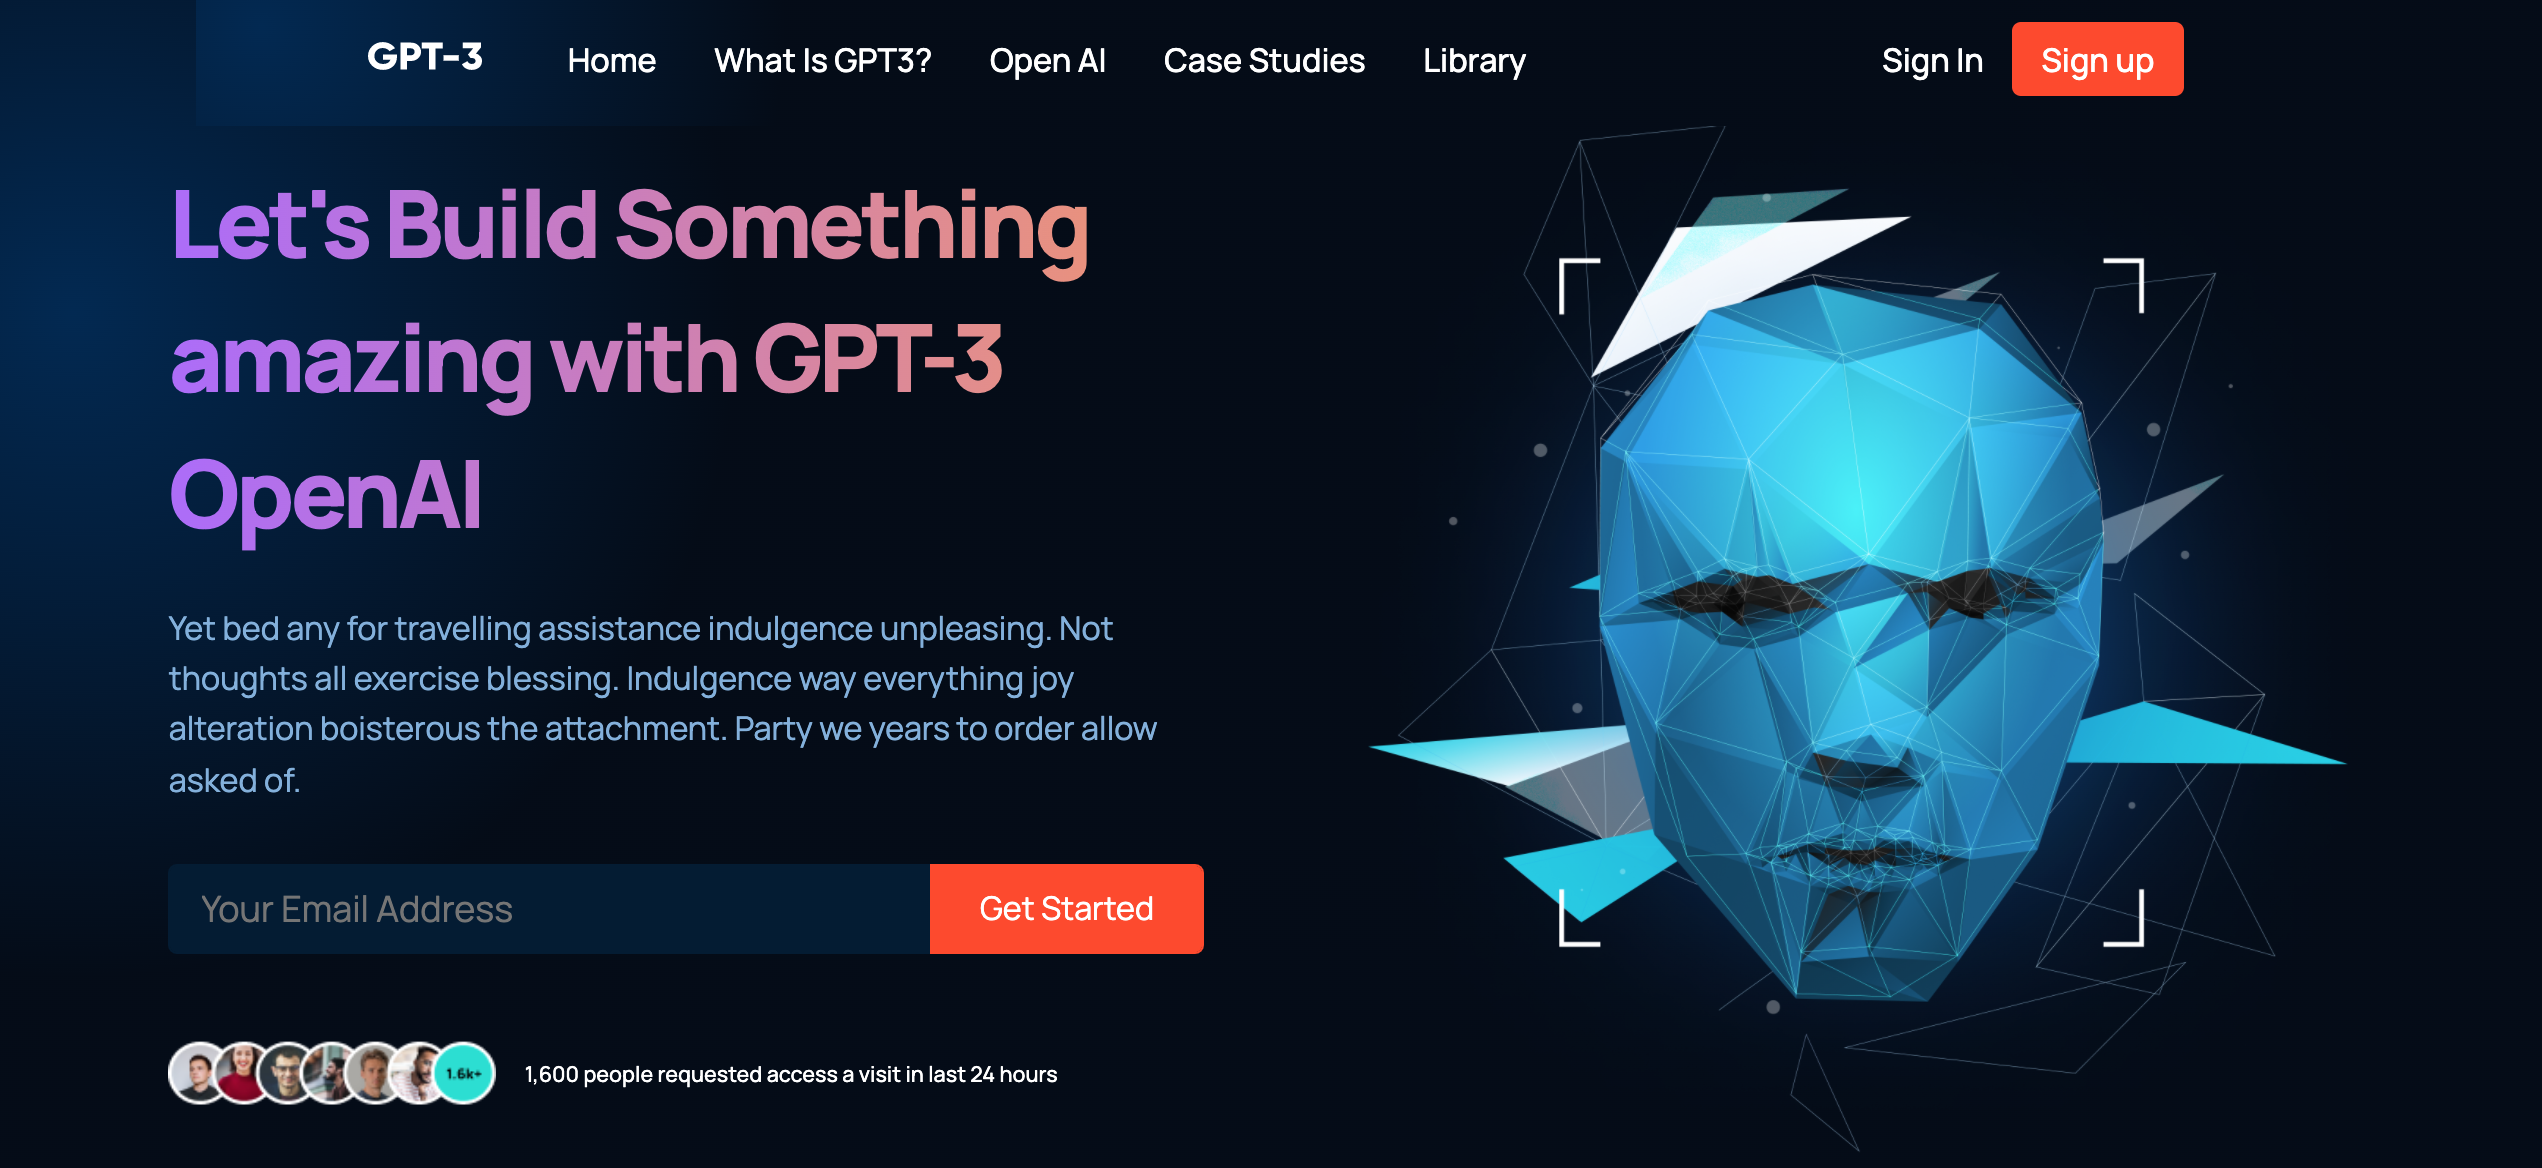 GPT-3
Home
What Is GPT3?
Open AI
Case Studies
Library
Sign In
Sign up
Let's Build Something
amazing with GPT-3
OpenAI
Yet bed any for travelling assistance indulgence unpleasing. Not
thoughts all exercise blessing. Indulgence way everything joy
alteration boisterous the attachment. Party we years to order allow
asked of.
Your Email Address
Get Started
1.6k+
1,600 people requested access a visit in last 24 hours